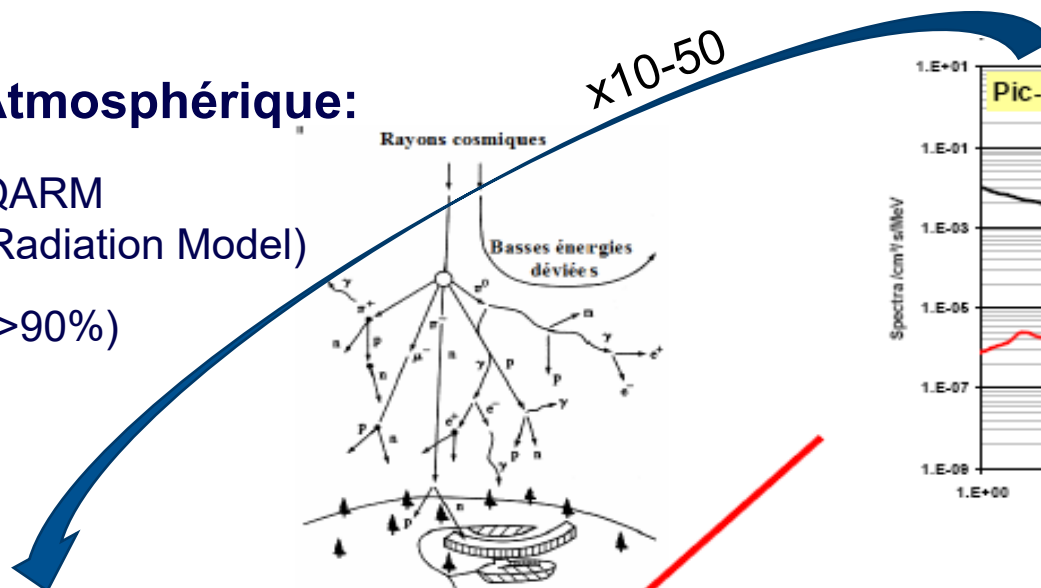 Atmosphérique:
QARM
Radiation Model)
>90%)
x10-50
Rayons cosmiques
Basses énergies
déviées
γ
π⁺
π⁰
π⁻
n
γ
n
p
μ⁻
n
γ
p
e⁺
n
p
e⁻
p
n
e⁺
e⁻
γ
p
n
γ
p
n
Pic-
Spectra /cm²/s/MeV
1.E+01
1.E-01
1.E-03
1.E-05
1.E-07
1.E-09
1.E+00